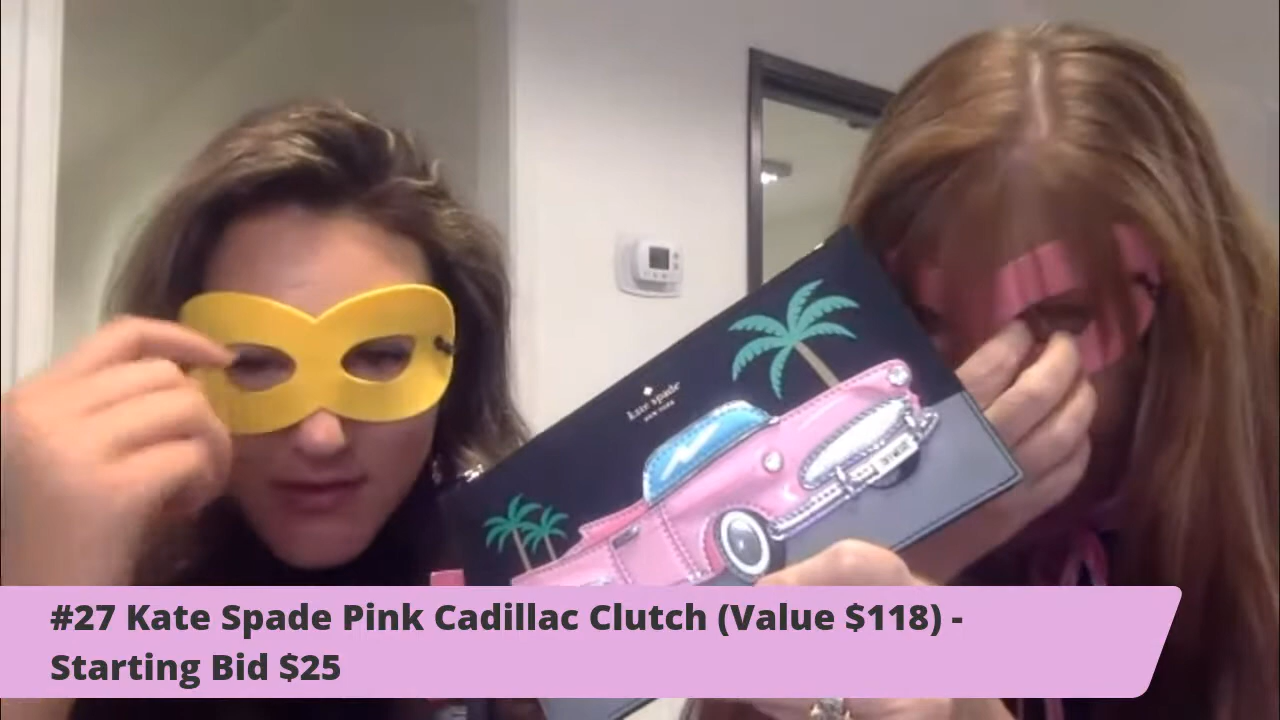 kate spade
NEW YORK
#27 Kate Spade Pink Cadillac Clutch (Value $118) -
Starting Bid $25